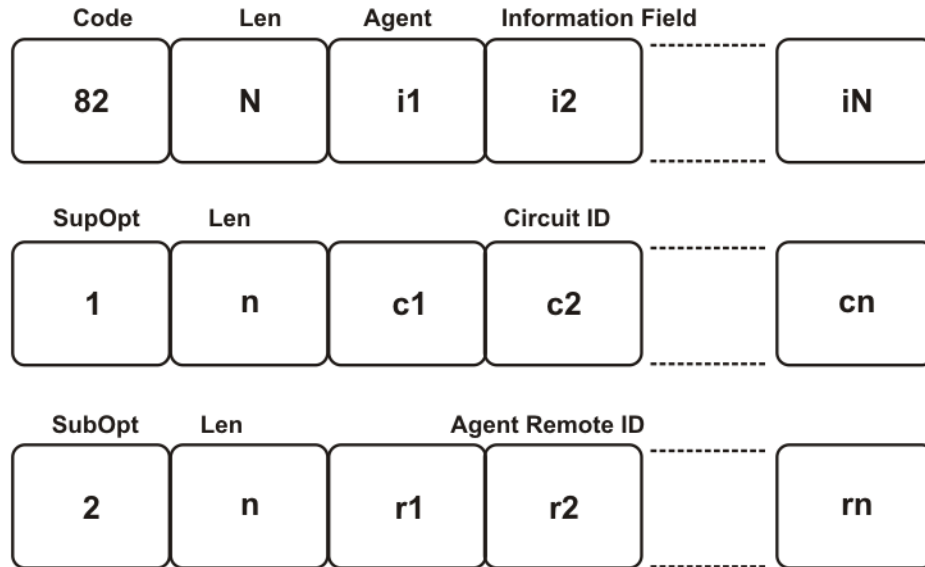 Code Len Agent Information Field
82 N i1 i2 iN
SupOpt Len Circuit ID
1 n c1 c2 cn
SubOpt Len Agent Remote ID
2 n r1 r2 rn